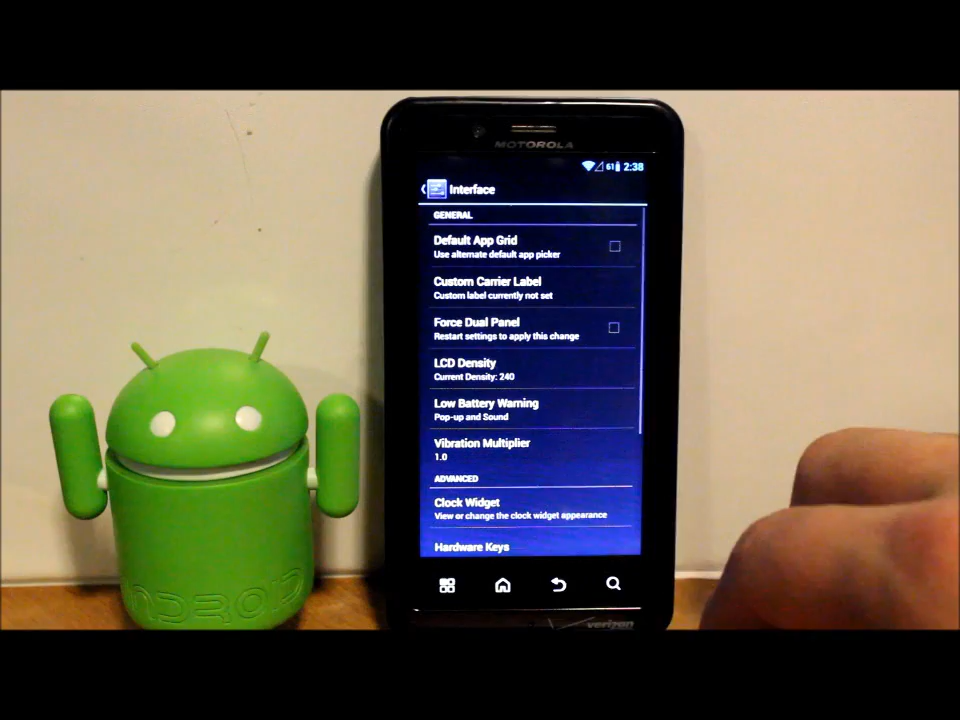 MOTOROLA
61 2:38
Interface
GENERAL
Default App Grid
Use alternate default app picker
Custom Carrier Label
Custom label currently not set
Force Dual Panel
Restart settings to apply this change
LCD Density
Current Density: 240
Low Battery Warning
Pop-up and Sound
Vibration Multiplier
1.0
ADVANCED
Clock Widget
View or change the clock widget appearance
Hardware Keys
verizon
ANDROID